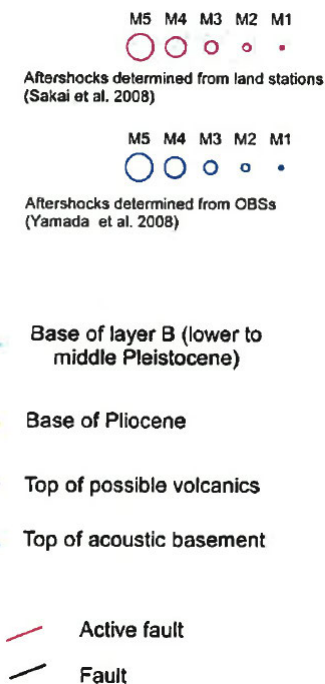 M5 M4 M3 M2 M1
Aftershocks determined from land stations
(Sakai et al. 2008)
M5 M4 M3 M2 M1
Aftershocks determined from OBSs
(Yamada et al. 2008)
Base of layer B (lower to
middle Pleistocene)
Base of Pliocene
Top of possible volcanics
Top of acoustic basement
Active fault
Fault